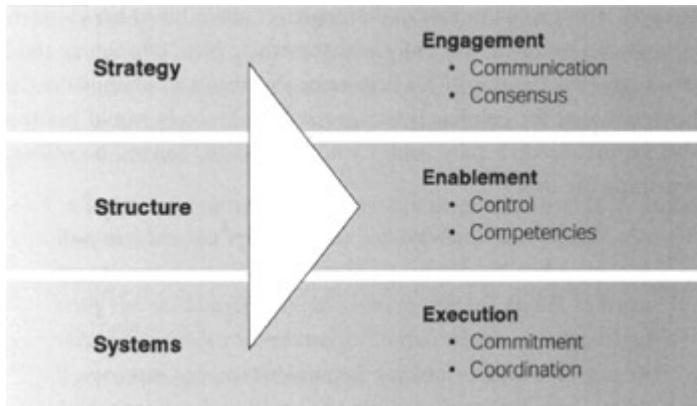 Strategy
Engagement
• Communication
• Consensus
Structure
Enablement
• Control
• Competencies
Systems
Execution
• Commitment
• Coordination